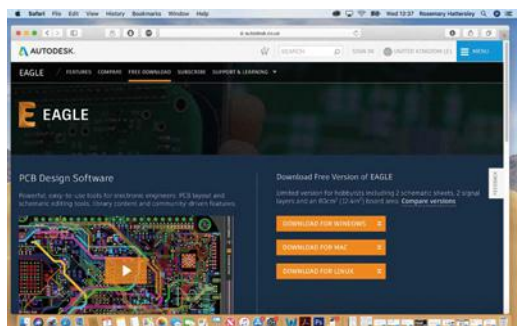 Safari File Edit View History Bookmarks Window Help
Wed 12:37 Rosemary Hattersley
autodesk.co.uk
AUTODESK.
SEARCH
SIGN IN
UNITED KINGDOM (£)
MENU
EAGLE / FEATURES COMPARE FREE DOWNLOAD SUBSCRIBE SUPPORT & LEARNING
EAGLE
FEEDBACK
PCB Design Software
Powerful, easy-to-use tools for electronic engineers. PCB layout and
schematic editing tools, library content and community-driven features.
Download Free Version of EAGLE
Limited version for hobbyists including 2 schematic sheets, 2 signal
layers and an 80cm² (12.4in²) board area. Compare versions
DOWNLOAD FOR WINDOWS
DOWNLOAD FOR MAC
DOWNLOAD FOR LINUX